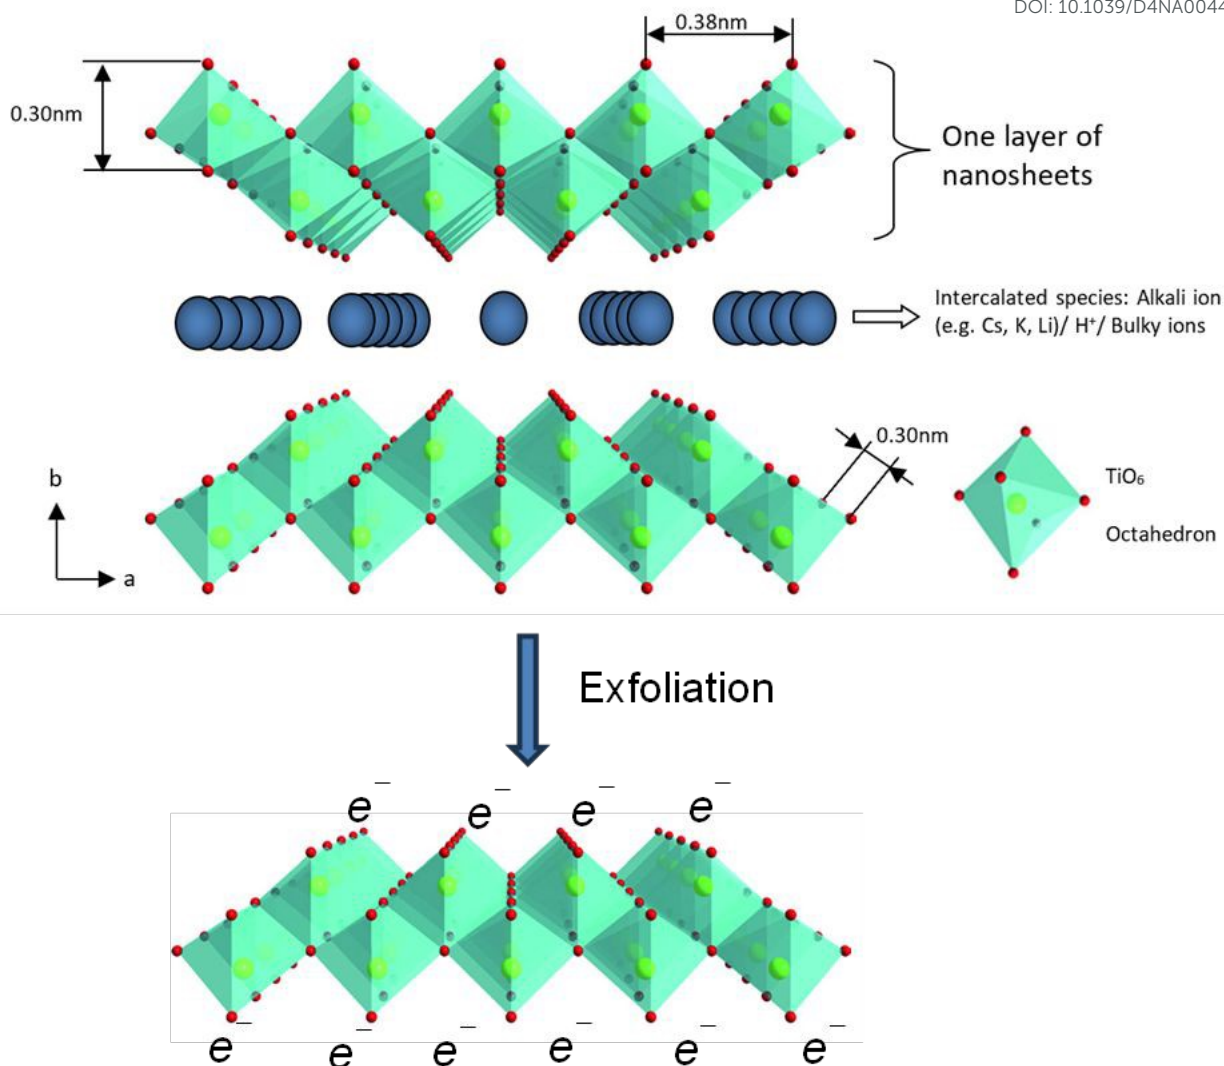 DOI: 10.1039/D4NA0044
0.38nm
0.30nm
One layer of
nanosheets
Intercalated species: Alkali ion
(e.g. Cs, K, Li)/ H⁺/ Bulky ions
0.30nm
TiO₆
Octahedron
b
a
Exfoliation
e⁻ e⁻ e⁻ e⁻
e⁻ e⁻ e⁻ e⁻ e⁻ e⁻